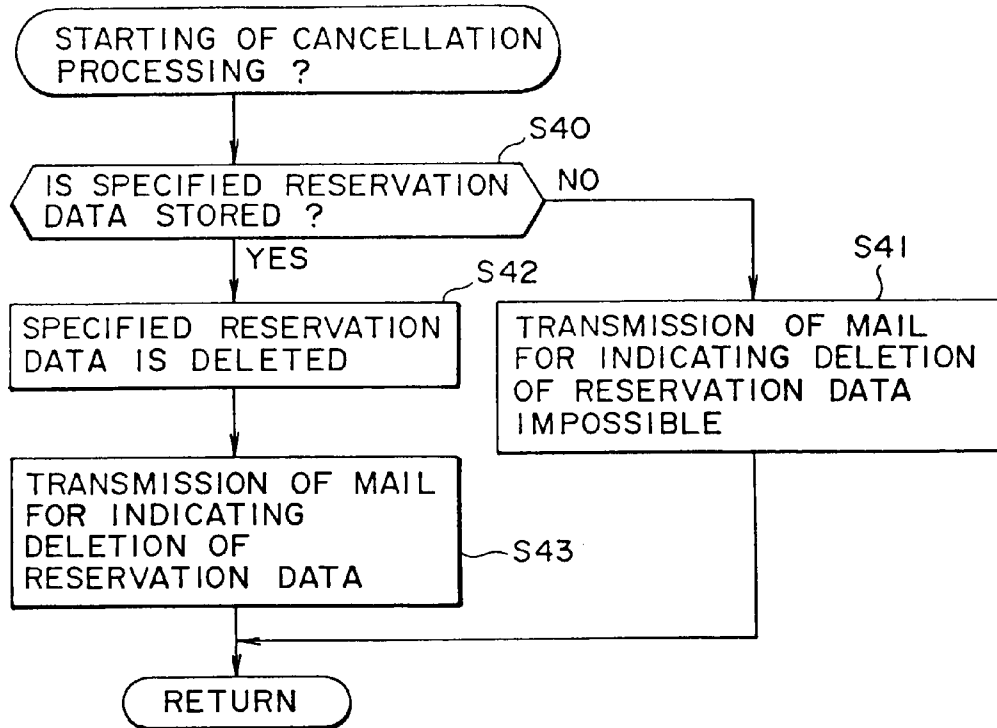 STARTING OF CANCELLATION
PROCESSING ?
S40
IS SPECIFIED RESERVATION
DATA STORED ?
NO
YES
S42
S41
SPECIFIED RESERVATION
DATA IS DELETED
TRANSMISSION OF MAIL
FOR INDICATING DELETION
OF RESERVATION DATA
IMPOSSIBLE
TRANSMISSION OF MAIL
FOR INDICATING
DELETION OF
RESERVATION DATA
S43
RETURN